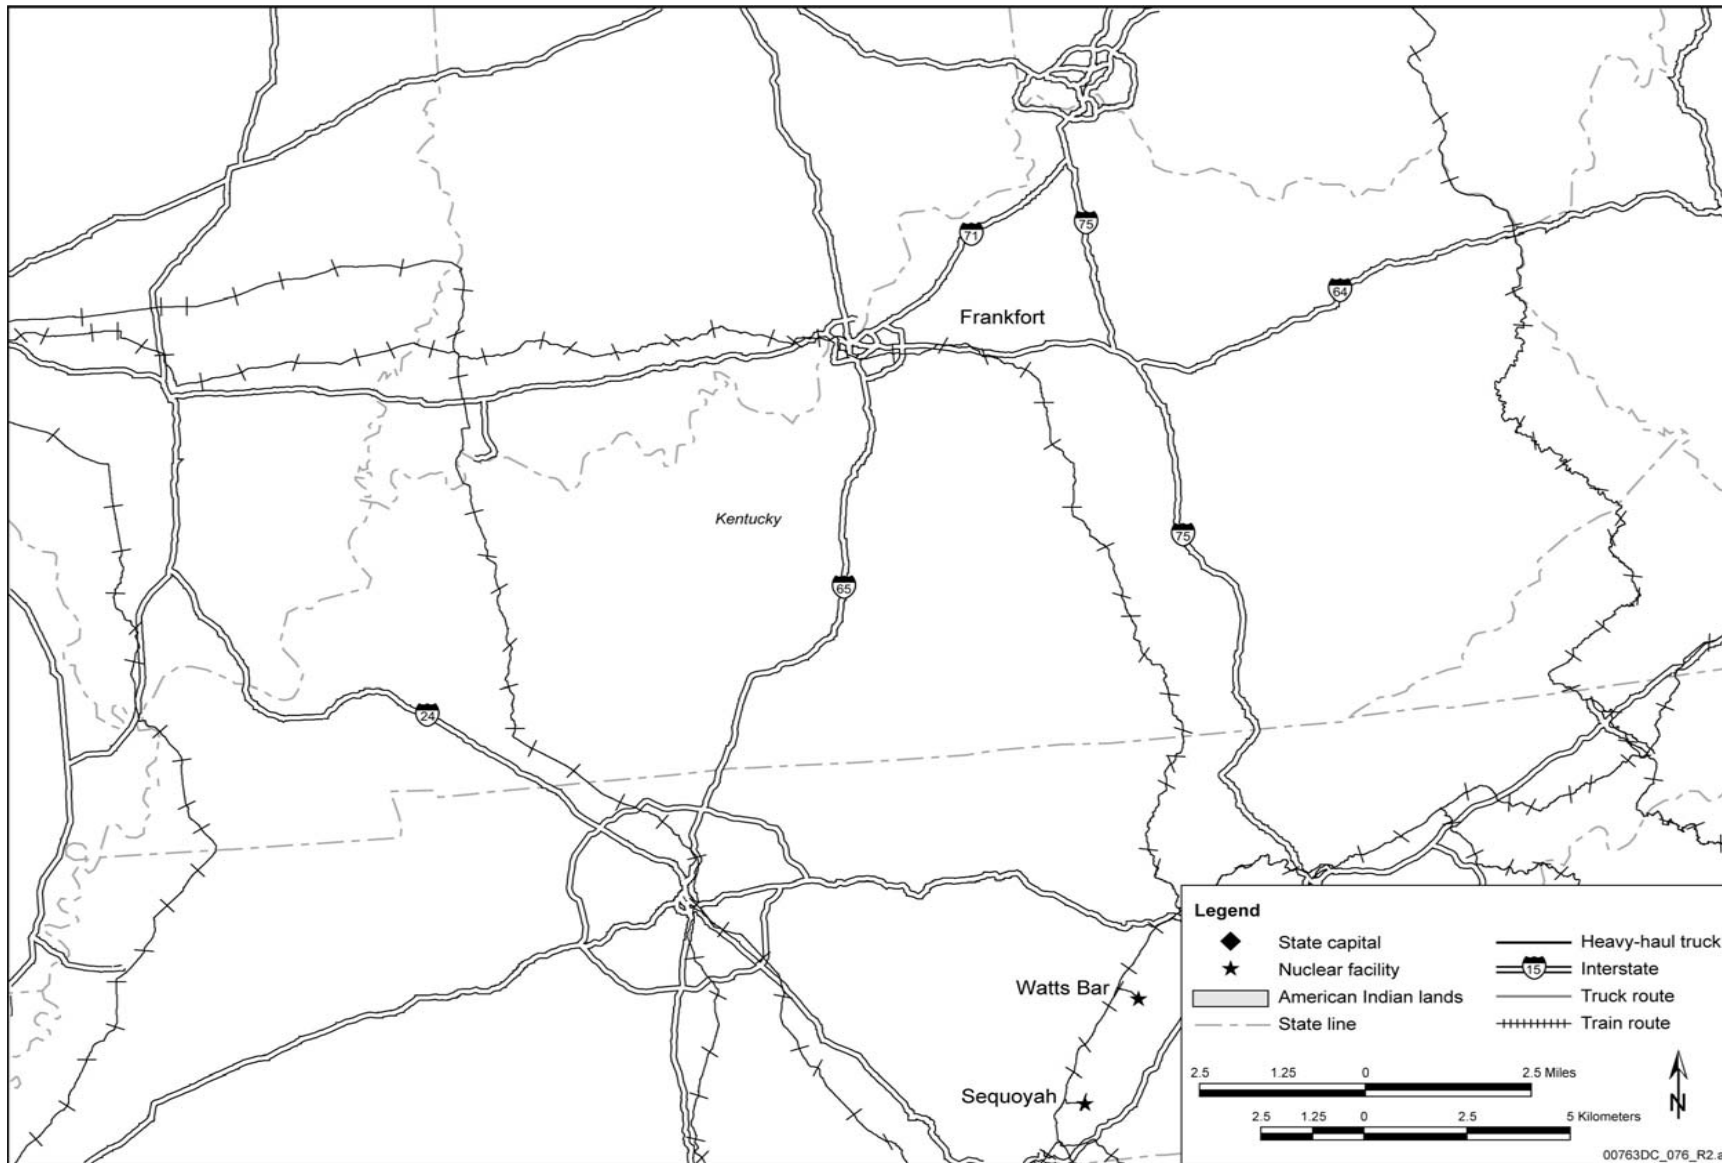 71
75
64
Frankfort
Kentucky
75
65
24
Legend
State capital
Nuclear facility
American Indian lands
State line
Heavy-haul truck
15 Interstate
Truck route
Train route
Watts Bar
Sequoyah
2.5 1.25 0 2.5 Miles
2.5 1.25 0 2.5 5 Kilometers
N
00763DC_076_R2.a